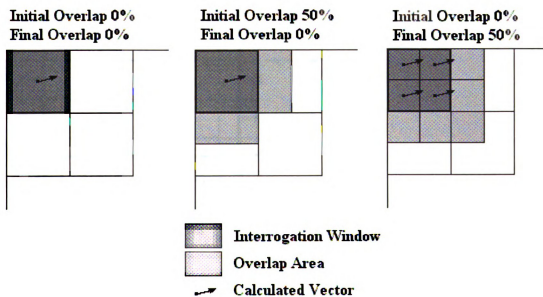 Initial Overlap 0%
Final Overlap 0%
Initial Overlap 50%
Final Overlap 0%
Initial Overlap 0%
Final Overlap 50%
Interrogation Window
Overlap Area
Calculated Vector